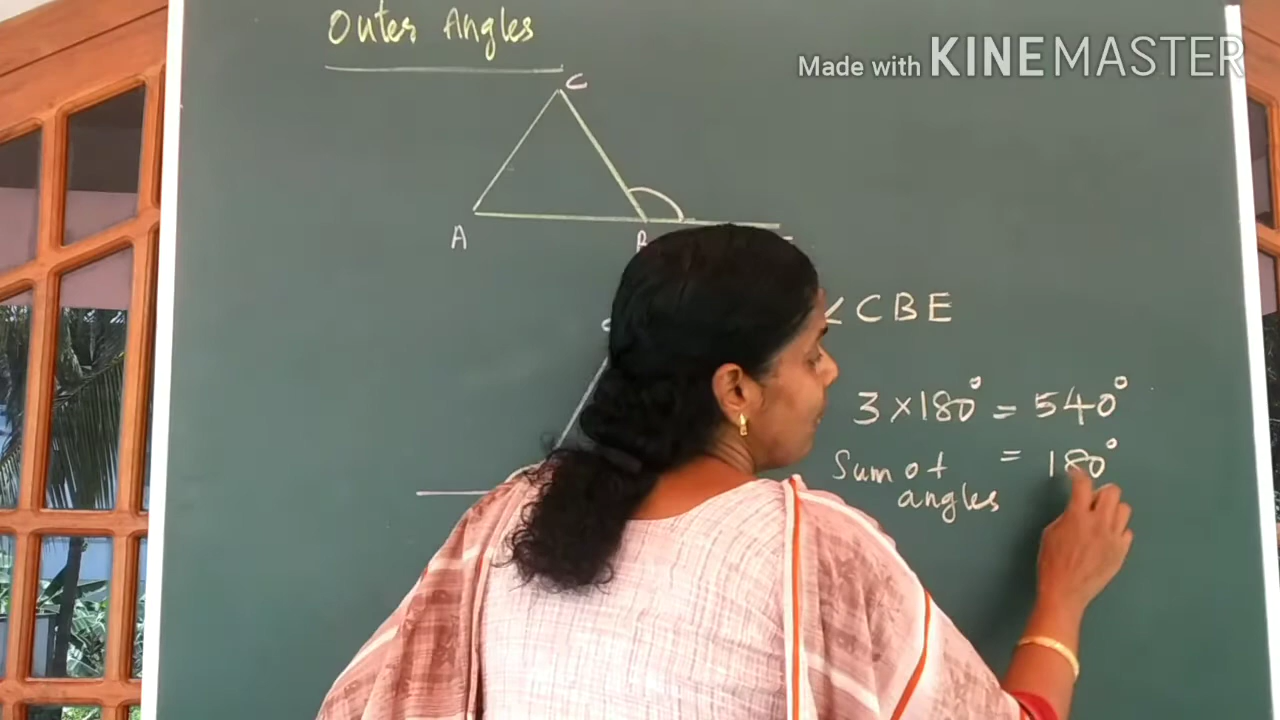 Outer Angles
Made with KINEMASTER
C
A
B
<CBE
3×180°=540°
Sum of = 180°
angles